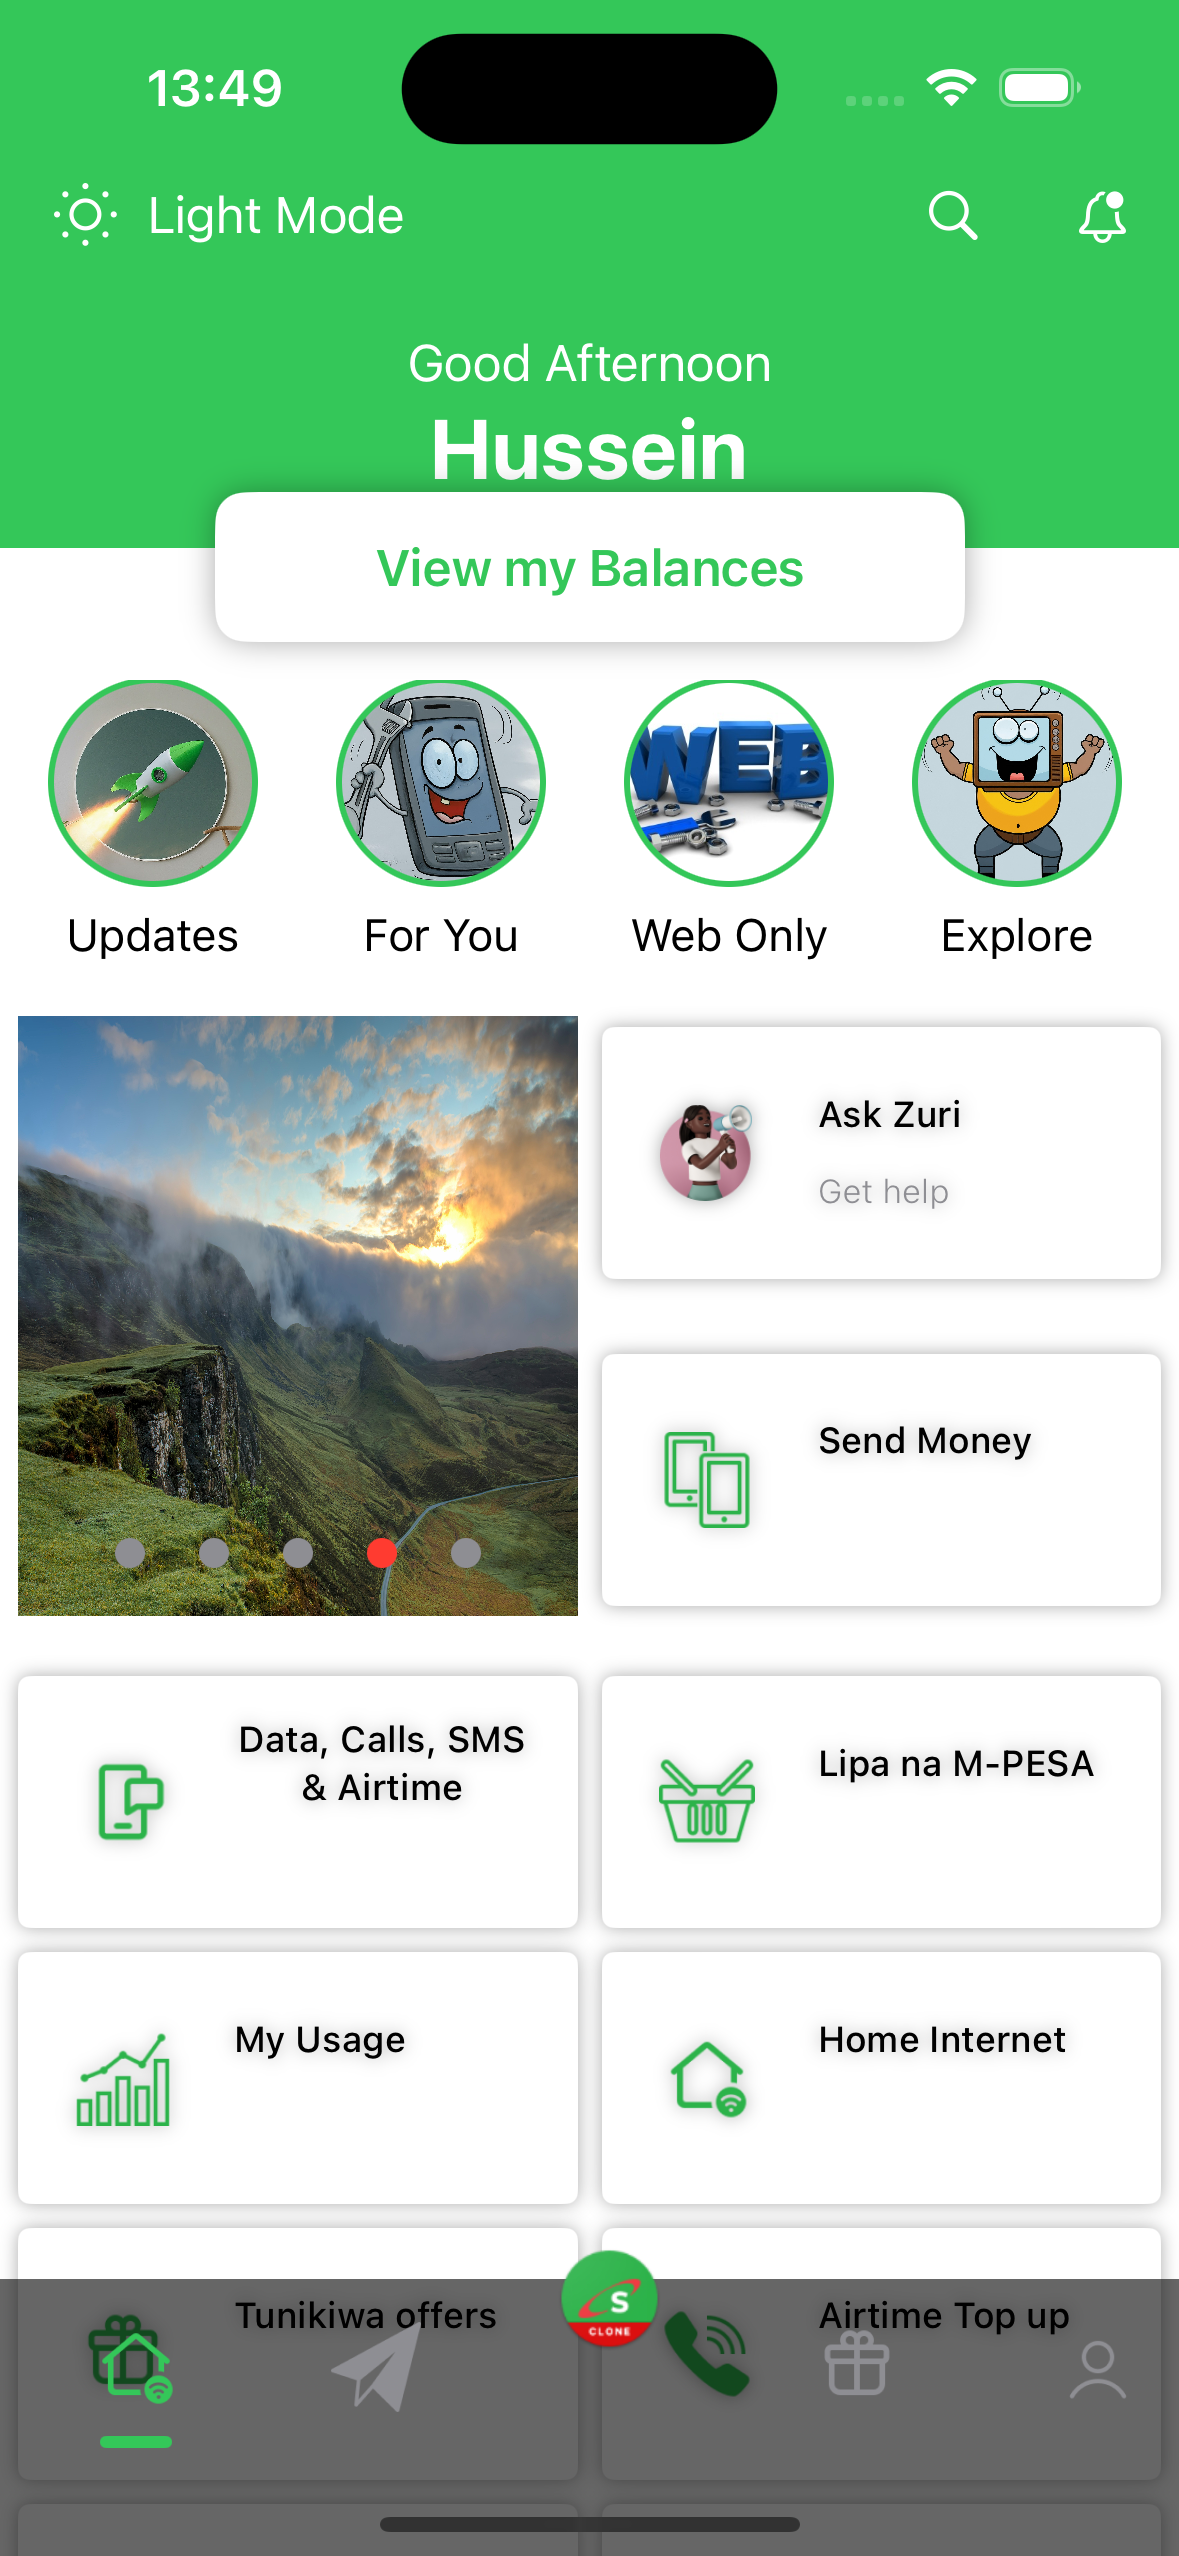 13:49
Light Mode
Good Afternoon
Hussein
View my Balances
Updates
For You
Web Only
Explore
WEB
Ask Zuri
Get help
Send Money
Data, Calls, SMS
& Airtime
Lipa na M-PESA
My Usage
Home Internet
Tunikiwa offers
Airtime Top up
S
CLONE